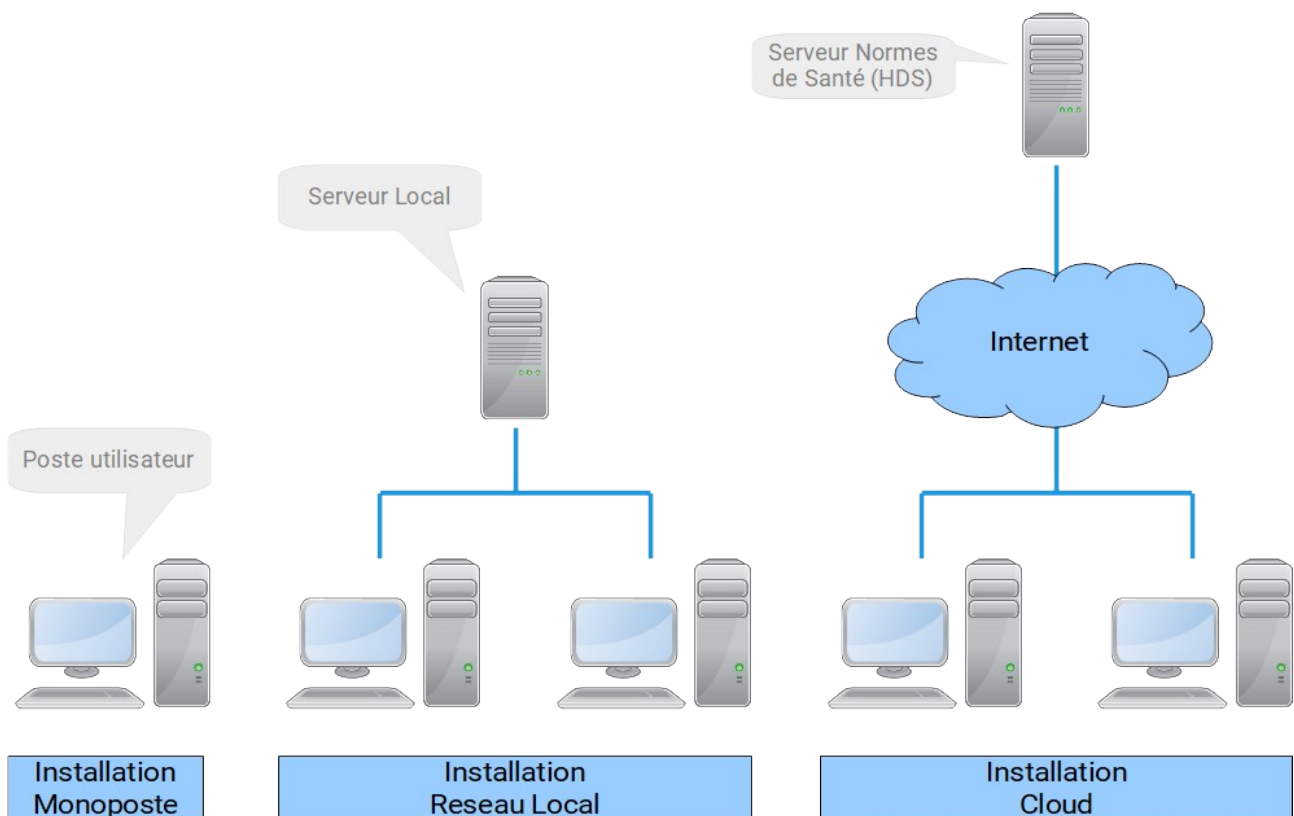 Serveur Normes
de Santé (HDS)
Serveur Local
Internet
Poste utilisateur
Installation
Monoposte
Installation
Reseau Local
Installation
Cloud